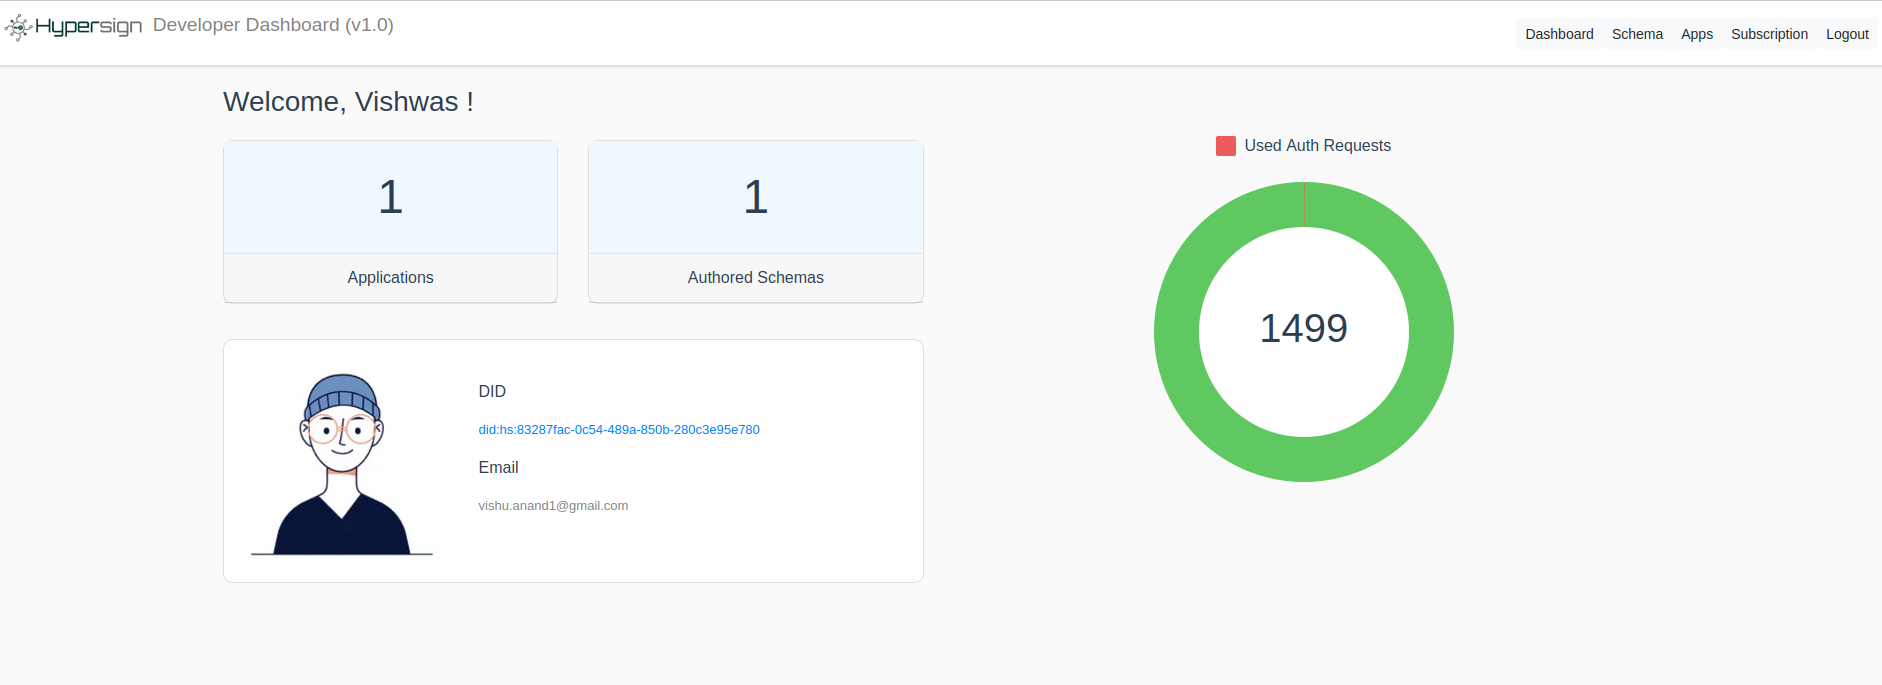 Hypersign Developer Dashboard (v1.0)
Dashboard Schema Apps Subscription Logout
Welcome, Vishwas !
1
Applications
1
Authored Schemas
DID
did:hs:83287fac-0c54-489a-850b-280c3e95e780
Email
vishu.anand1@gmail.com
Used Auth Requests
1499